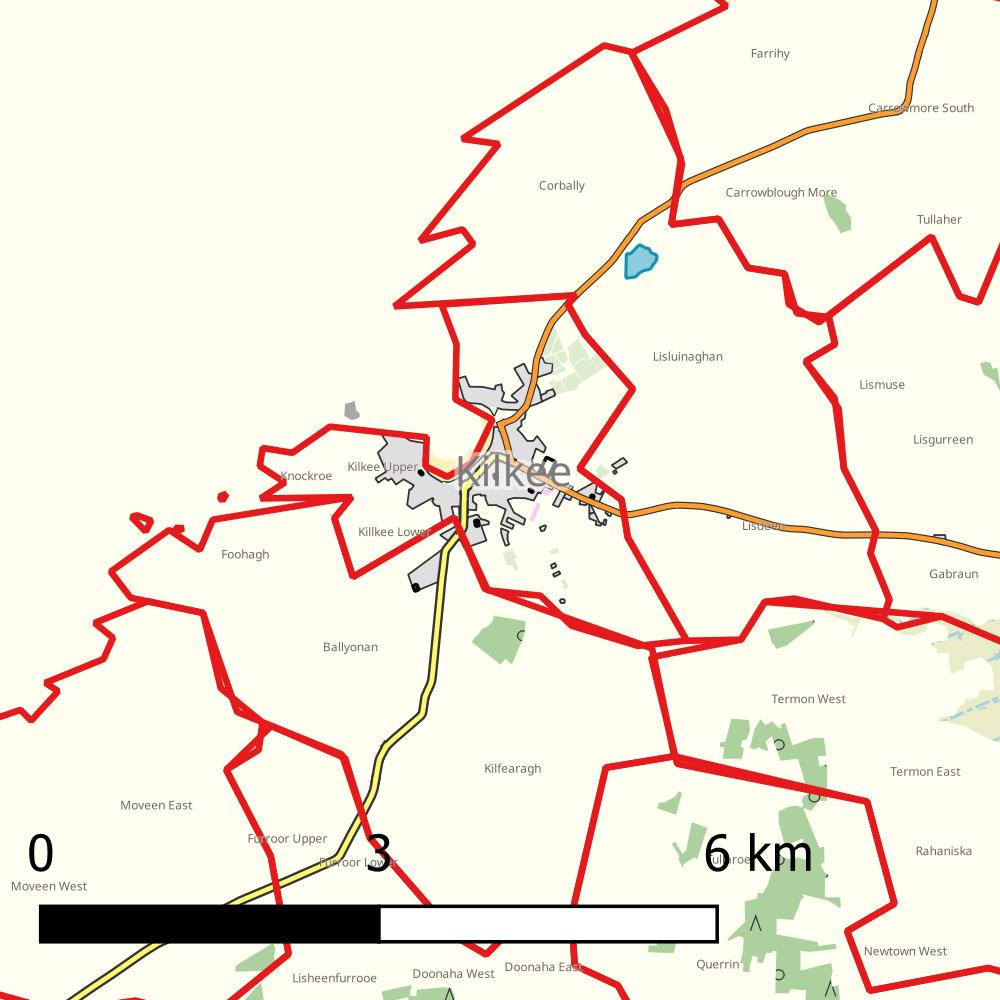 Farrihy
Carrowmore South
Corbally
Carrowblough More
Tullaher
Lisluinaghan
Lismuse
Lisgurreen
Kilkee
Kilkee Upper
Knockroe
Killkee Lower
Lisdeen
Foohagh
Gabraun
Ballyonan
Termon West
Kilfearagh
Termon East
Moveen East
Furroor Upper
Furroor Lower
Tullaroe
Rahaniska
0 3 6 km
Moveen West
Newtown West
Querrin
Doonaha East
Doonaha West
Lisheenfurrooe